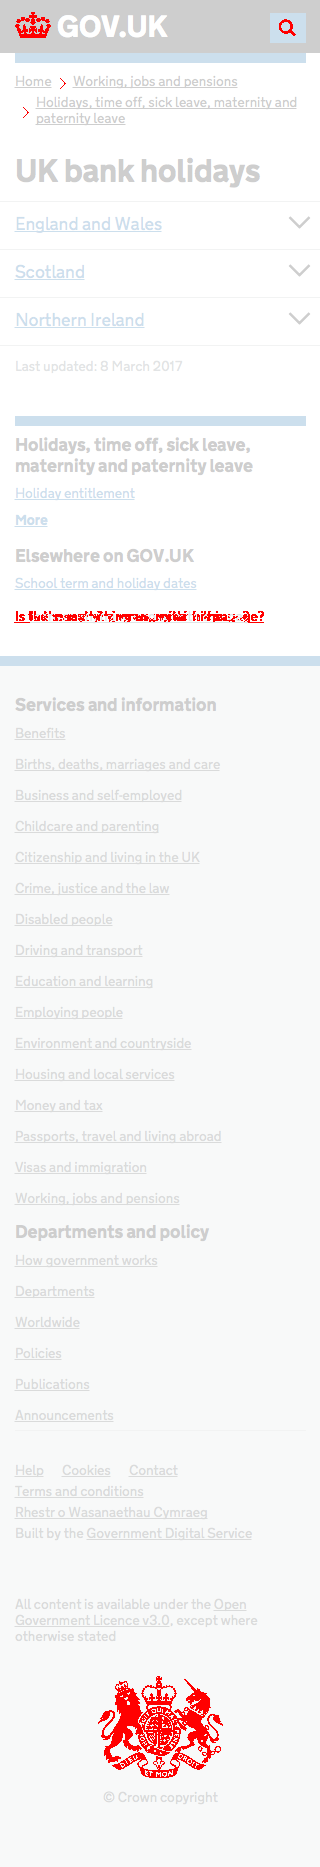 GOV.UK
Home Working, jobs and pensions
Holidays, time off, sick leave, maternity and
paternity leave
UK bank holidays
England and Wales
Scotland
Northern Ireland
Last updated: 8 March 2017
Holidays, time off, sick leave,
maternity and paternity leave
Holiday entitlement
More
Elsewhere on GOV.UK
School term and holiday dates
Services and information
Benefits
Births, deaths, marriages and care
Business and self-employed
Childcare and parenting
Citizenship and living in the UK
Crime, justice and the law
Disabled people
Driving and transport
Education and learning
Employing people
Environment and countryside
Housing and local services
Money and tax
Passports, travel and living abroad
Visas and immigration
Working, jobs and pensions
Departments and policy
How government works
Departments
Worldwide
Policies
Publications
Announcements
Help Cookies Contact
Terms and conditions
Rhestr o Wasanaethau Cymraeg
Built by the Government Digital Service
All content is available under the Open
Government Licence v3.0, except where
otherwise stated
© Crown copyright